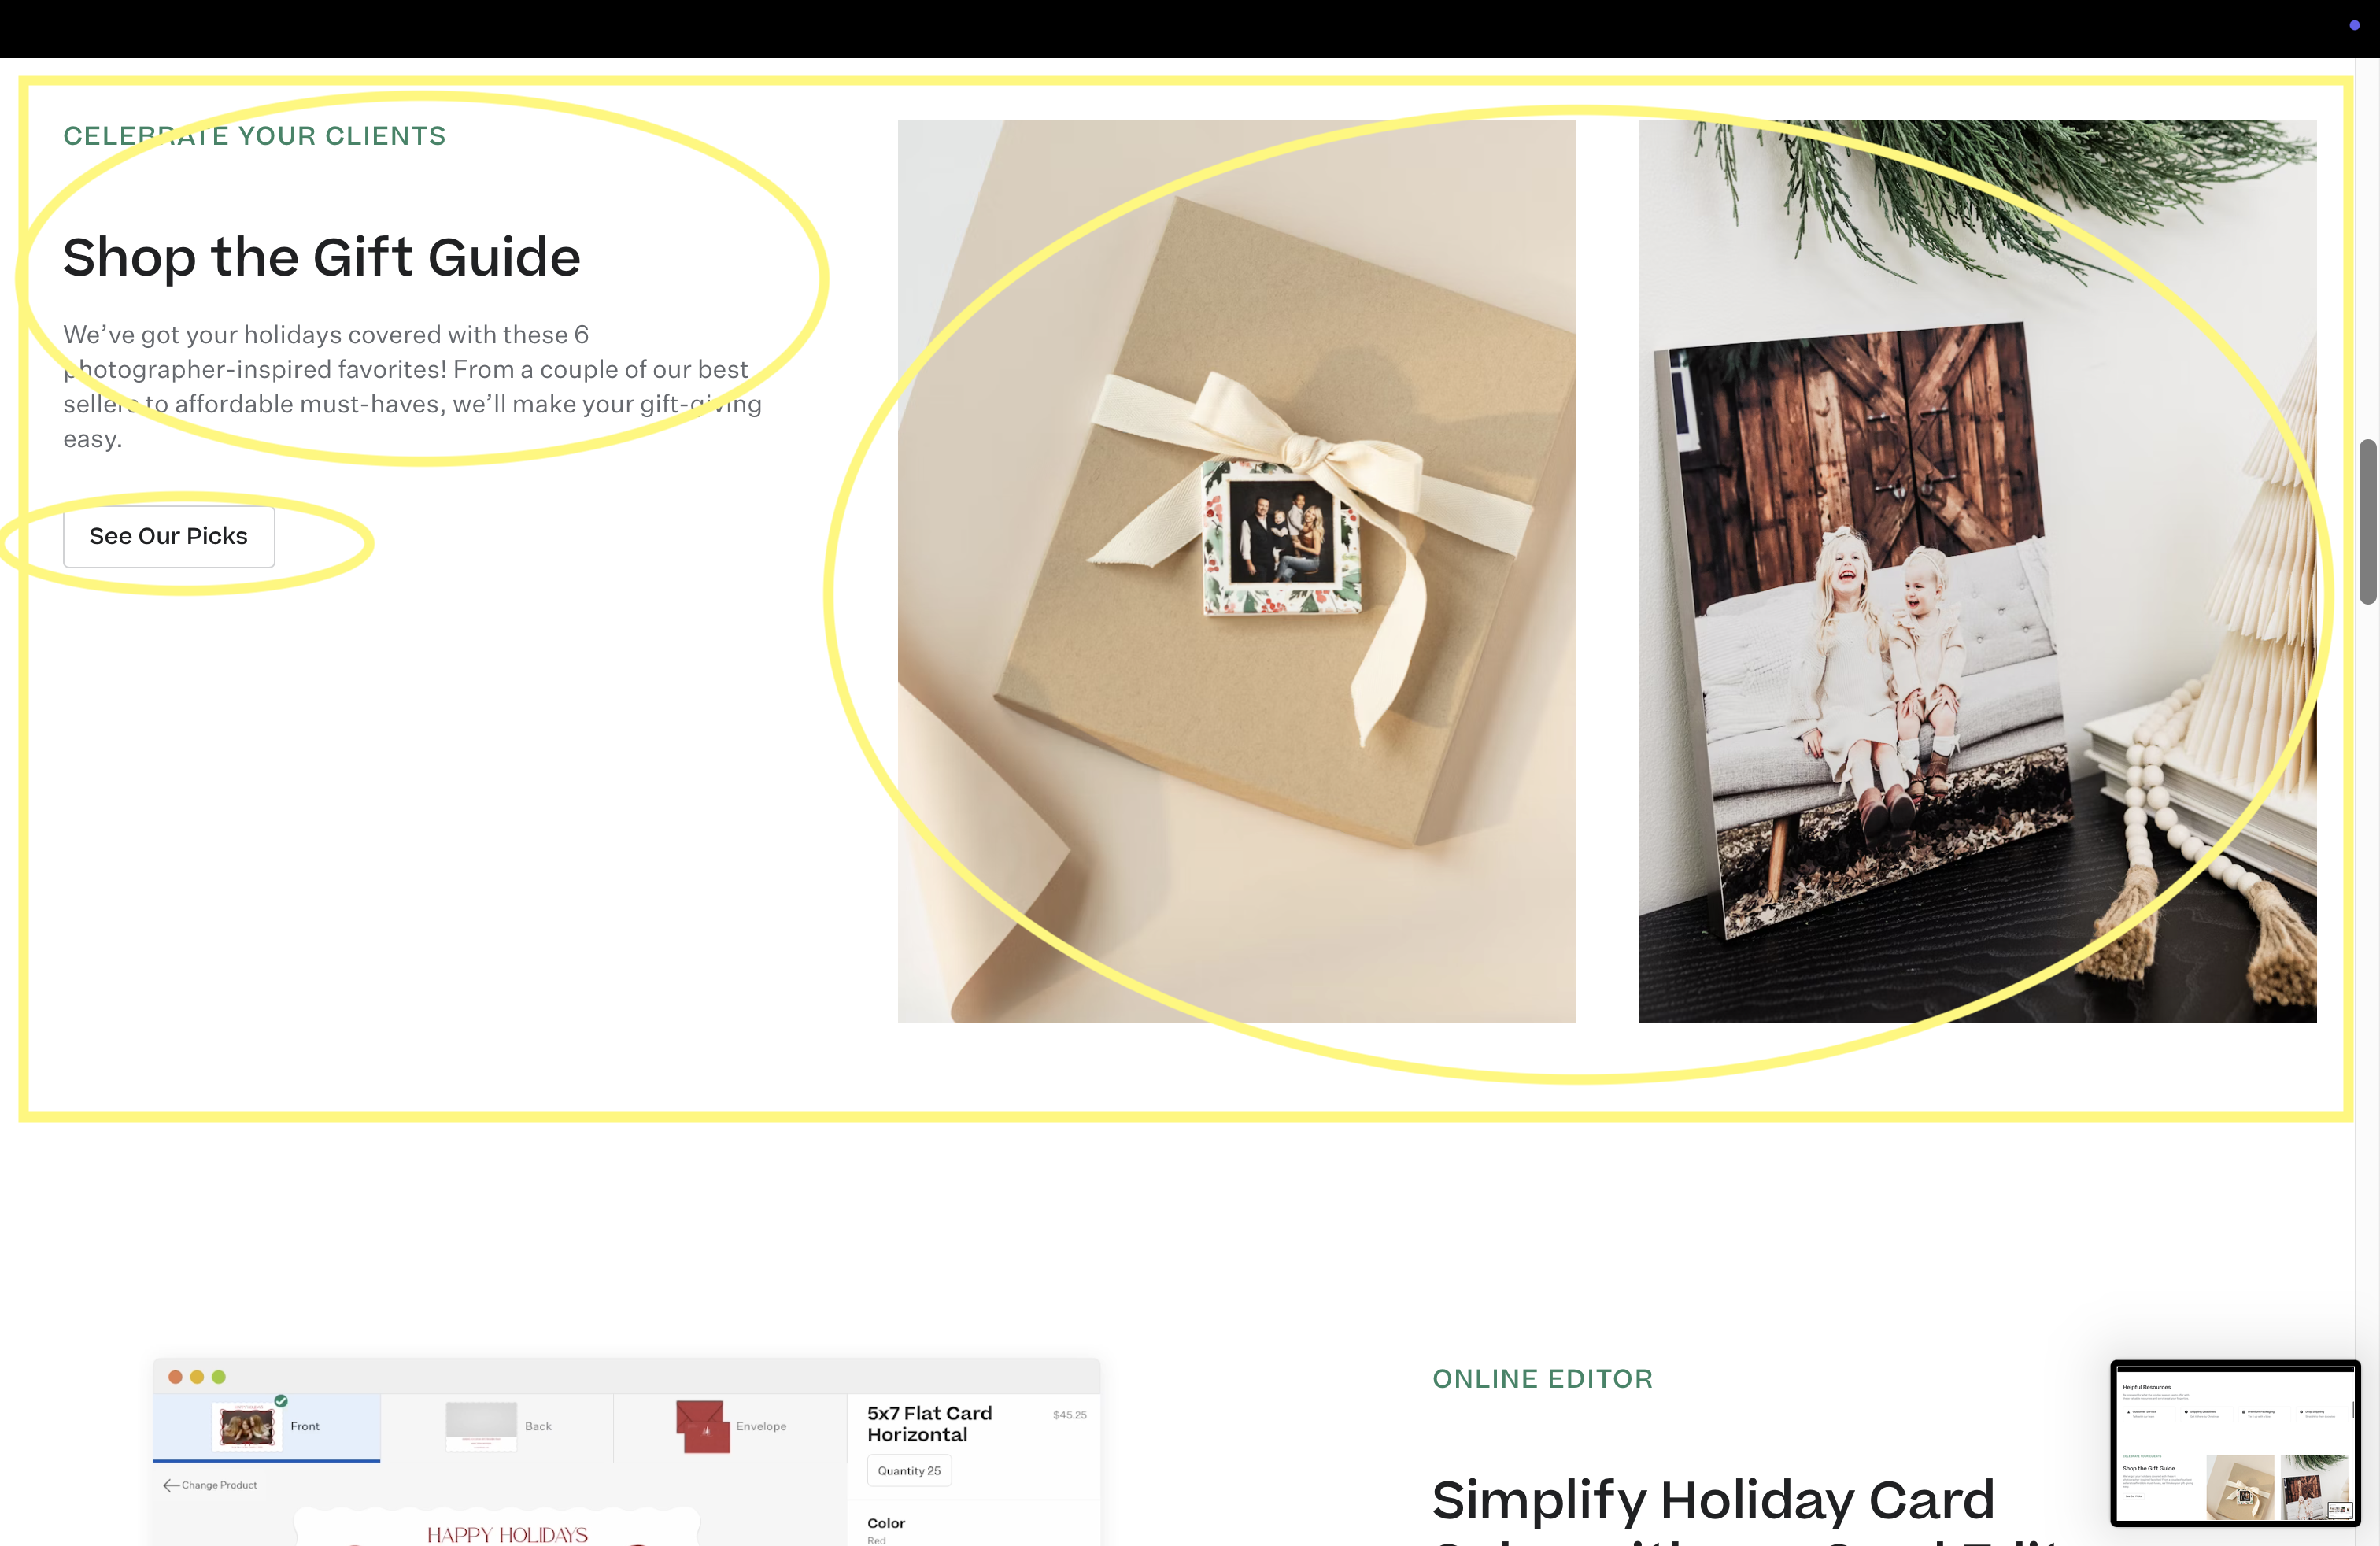 CELEBRATE YOUR CLIENTS
Shop the Gift Guide
We’ve got your holidays covered with these 6
photographer-inspired favorites! From a couple of our best
sellers to affordable must-haves, we’ll make your gift-giving
easy.
See Our Picks
ONLINE EDITOR
Simplify Holiday Card
Front
Back
Envelope
Change Product
HAPPY HOLIDAYS
5x7 Flat Card
Horizontal
$45.25
Quantity 25
Color
Red
Helpful Resources
Shop the Gift Guide